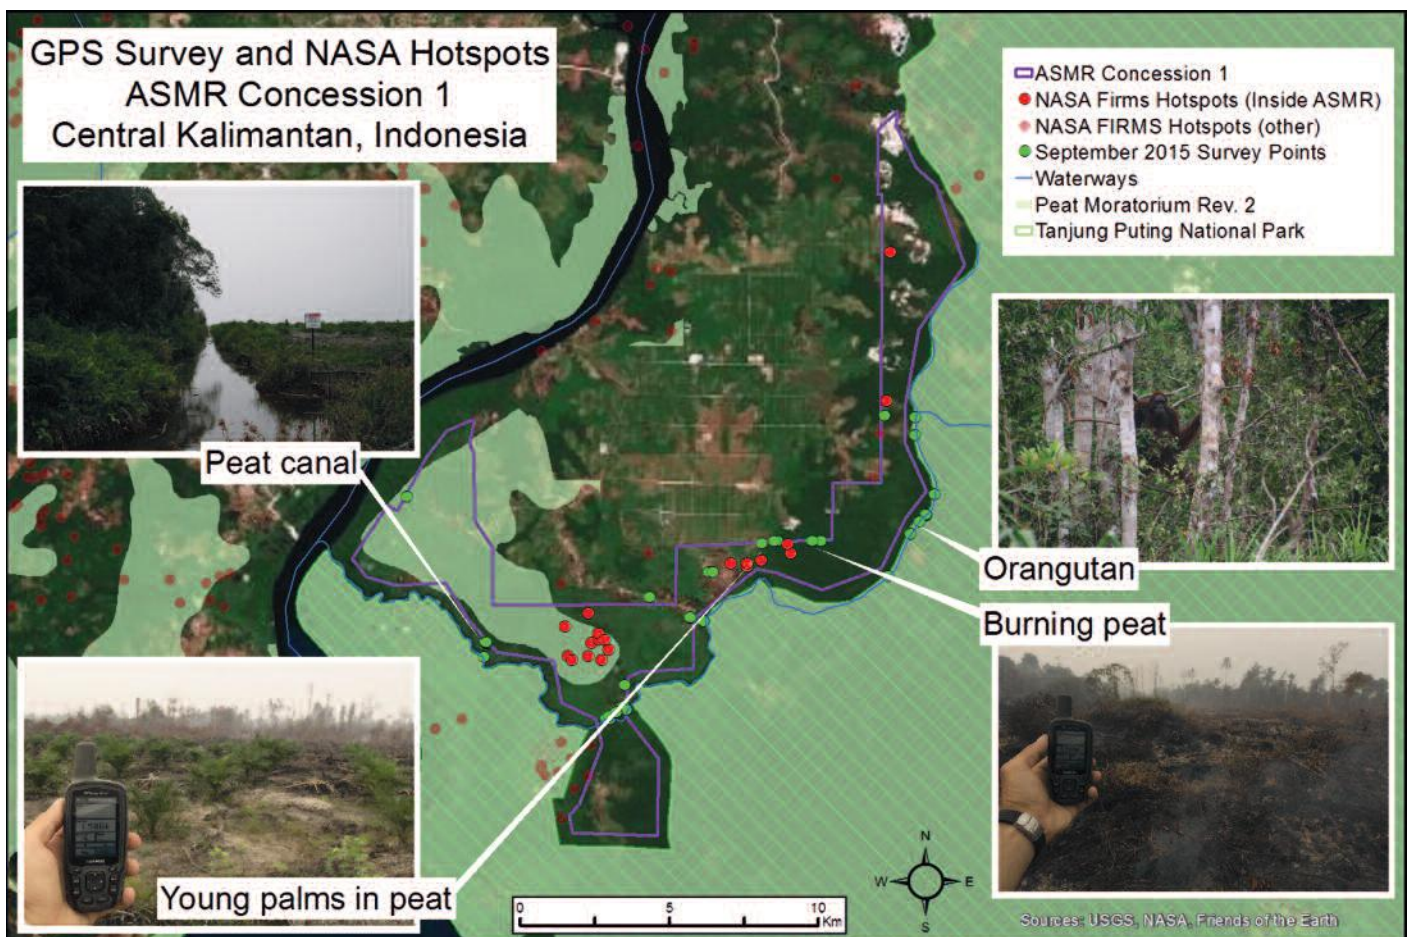 GPS Survey and NASA Hotspots
ASMR Concession 1
Central Kalimantan, Indonesia
ASMR Concession 1
NASA Firms Hotspots (Inside ASMR)
NASA FIRMS Hotspots (other)
September 2015 Survey Points
Waterways
Peat Moratorium Rev. 2
Tanjung Puting National Park
Peat canal
Orangutan
Burning peat
Young palms in peat
N
W
E
S
0
5
10
Km
Sources: USGS, NASA, Friends of the Earth